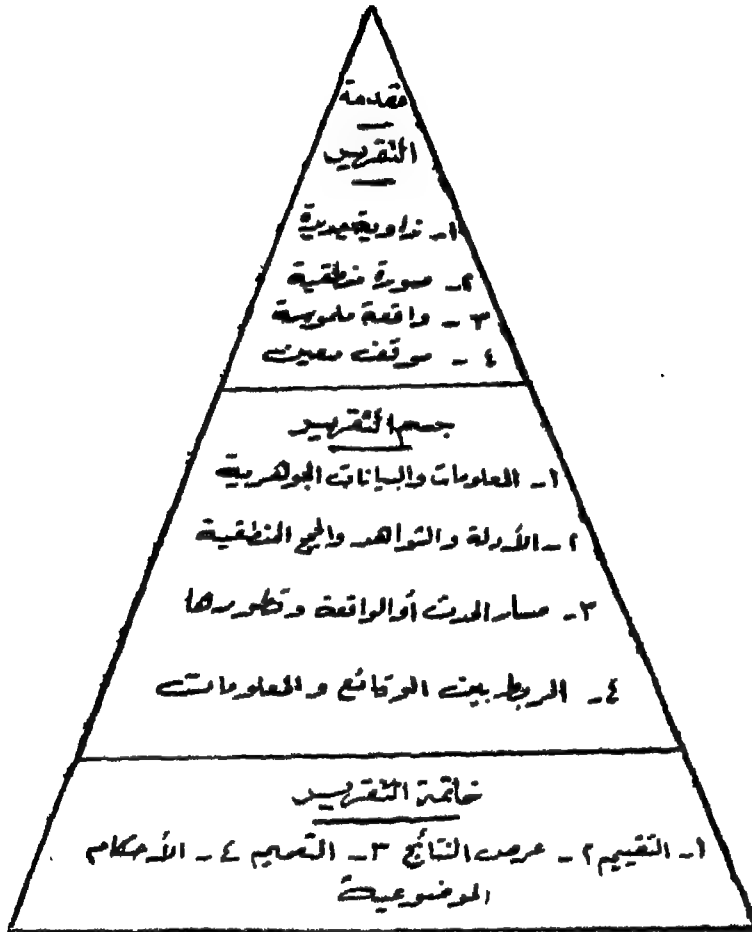 مقدمة
التقرير
١- زاوية جديدة
٢- صورة منطقية
٣- واقعة ملموسة
٤- موقف معين
جسم التقرير
١- المعلومات والبيانات الجوهرية
٢- الأدلة والشواهد والحجج المنطقية
٣- مسار الحدث أو الواقعة وتطورها
٤- الربط بين الوقائع والمعلومات
خاتمة التقرير
١- التقييم ٢- عرض النتائج ٣- التعميم ٤- الأحكام
الموضوعية